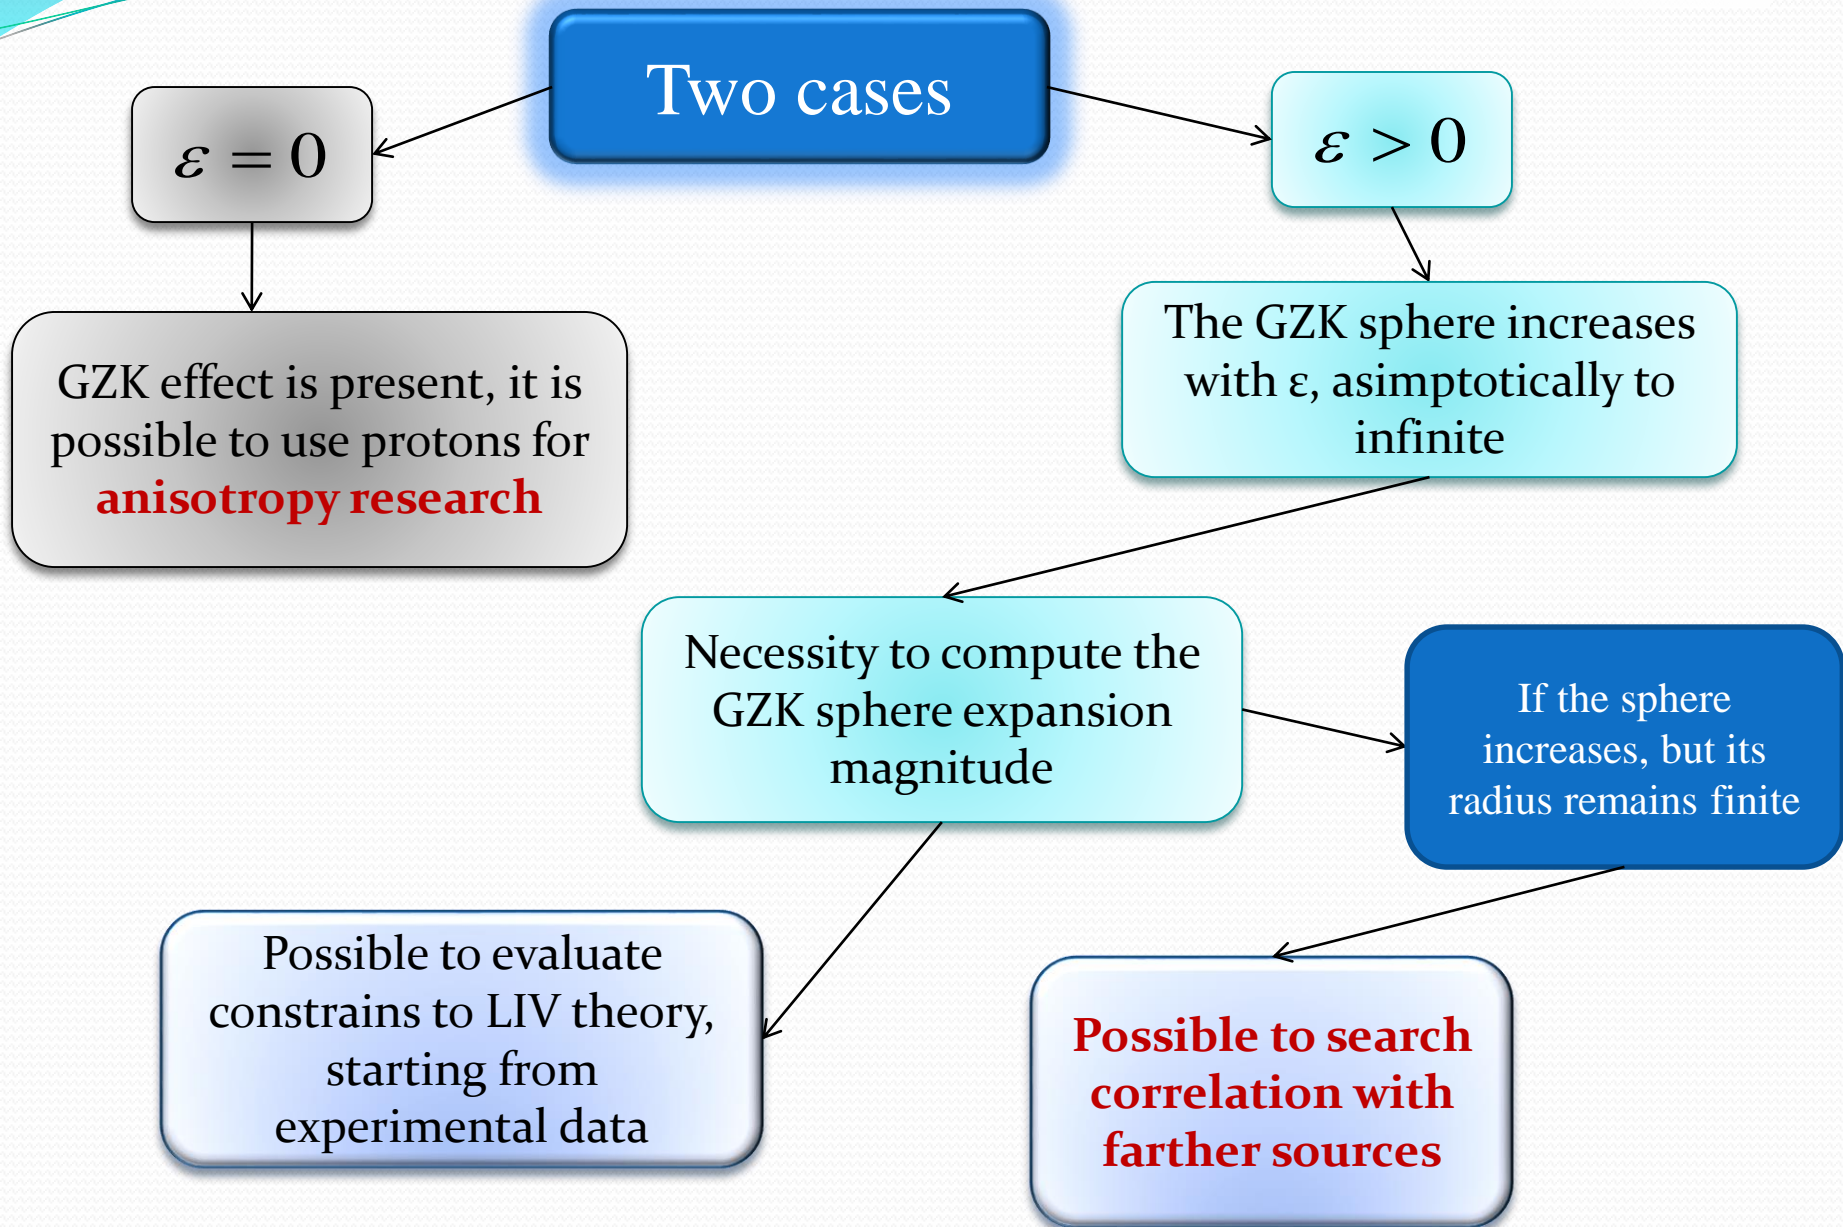 Two cases
ε = 0
ε > 0
GZK effect is present, it is
possible to use protons for
anisotropy research
The GZK sphere increases
with ε, asimptotically to
infinite
Necessity to compute the
GZK sphere expansion
magnitude
If the sphere
increases, but its
radius remains finite
Possible to evaluate
constrains to LIV theory,
starting from
experimental data
Possible to search
correlation with
farther sources